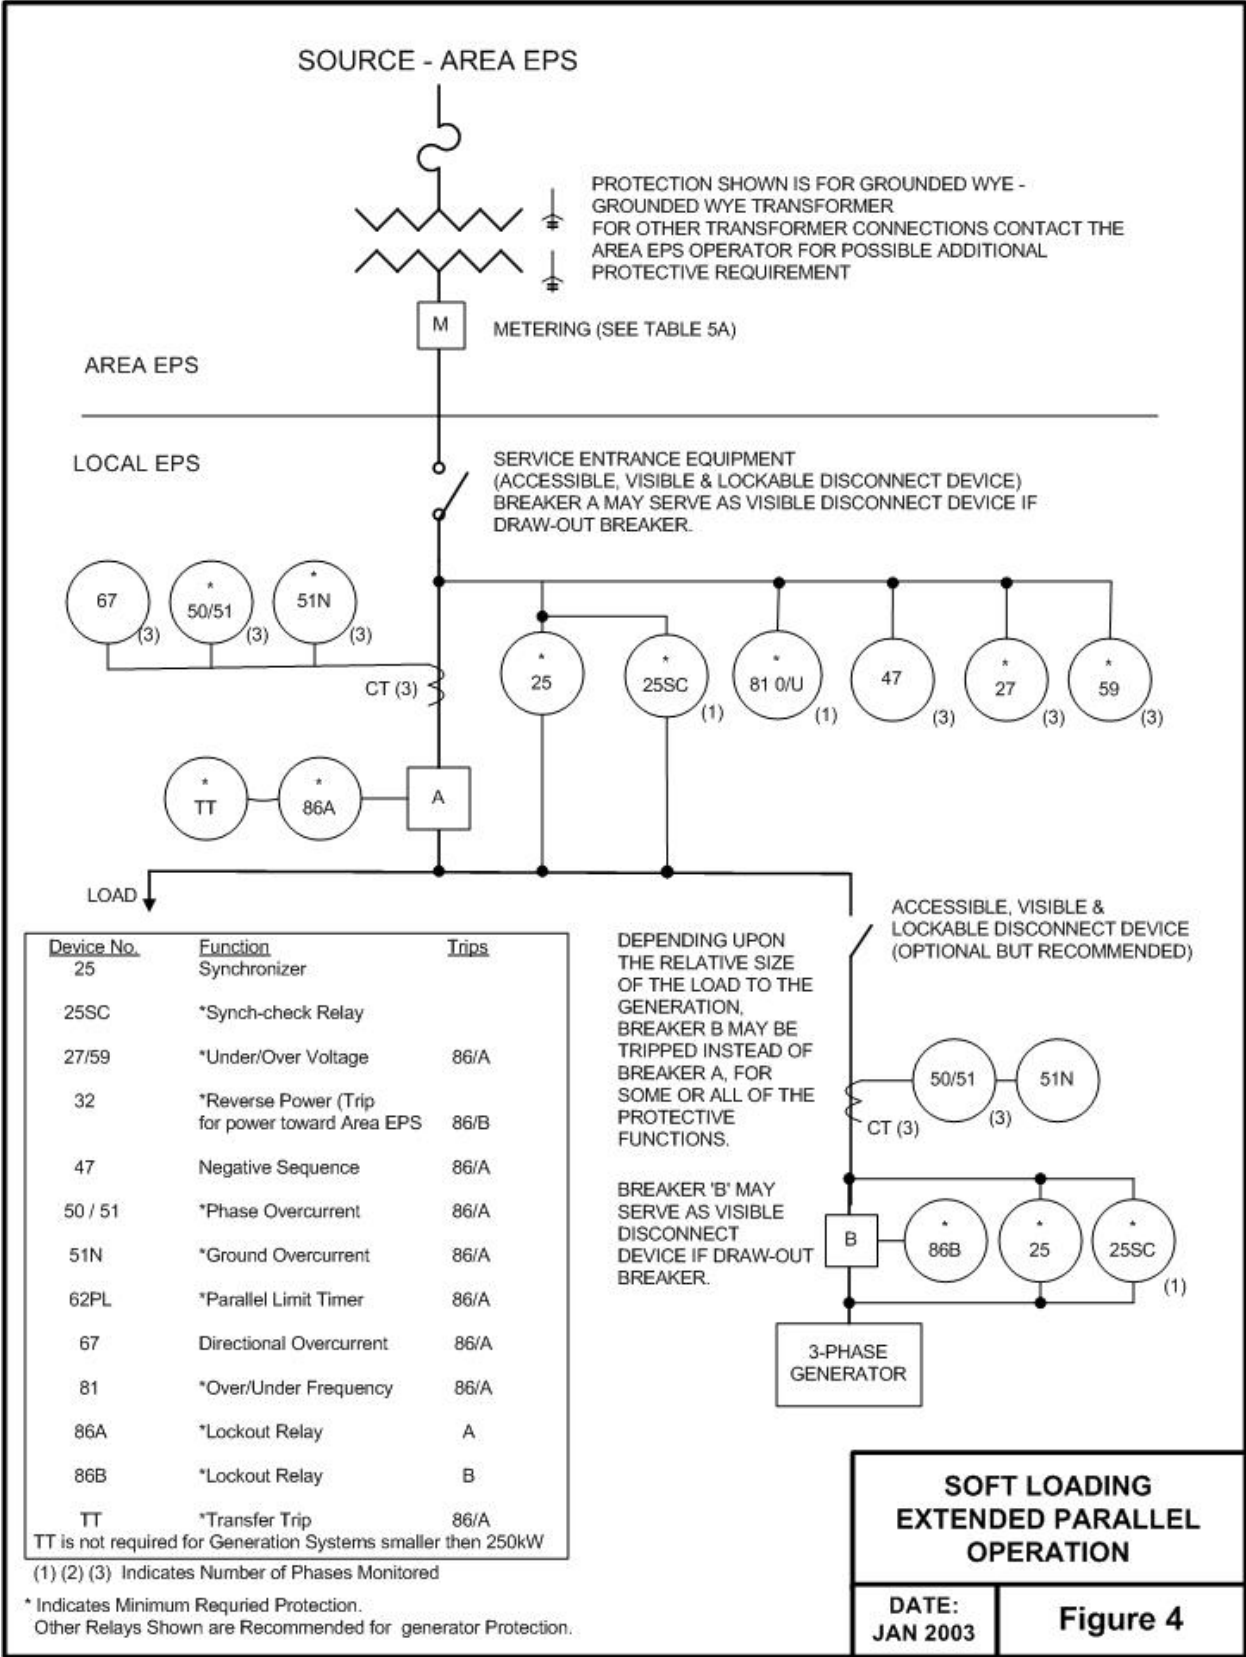 SOURCE - AREA EPS
PROTECTION SHOWN IS FOR GROUNDED WYE -
GROUNDED WYE TRANSFORMER
FOR OTHER TRANSFORMER CONNECTIONS CONTACT THE
AREA EPS OPERATOR FOR POSSIBLE ADDITIONAL
PROTECTIVE REQUIREMENT
M
METERING (SEE TABLE 5A)
AREA EPS
LOCAL EPS
SERVICE ENTRANCE EQUIPMENT
(ACCESSIBLE, VISIBLE & LOCKABLE DISCONNECT DEVICE)
BREAKER A MAY SERVE AS VISIBLE DISCONNECT DEVICE IF
DRAW-OUT BREAKER.
67
(3)
*
50/51
(3)
*
51N
(3)
CT (3)
*
25
*
25SC
(1)
*
81 0/U
(1)
47
(3)
*
27
(3)
*
59
(3)
*
TT
*
86A
A
LOAD
ACCESSIBLE, VISIBLE &
LOCKABLE DISCONNECT DEVICE
(OPTIONAL BUT RECOMMENDED)
Device No. Function Trips
25 Synchronizer
25SC *Synch-check Relay
27/59 *Under/Over Voltage 86/A
32 *Reverse Power (Trip
for power toward Area EPS 86/B
47 Negative Sequence 86/A
50 / 51 *Phase Overcurrent 86/A
51N *Ground Overcurrent 86/A
62PL *Parallel Limit Timer 86/A
67 Directional Overcurrent 86/A
81 *Over/Under Frequency 86/A
86A *Lockout Relay A
86B *Lockout Relay B
TT *Transfer Trip 86/A
TT is not required for Generation Systems smaller then 250kW
(1) (2) (3) Indicates Number of Phases Monitored
* Indicates Minimum Requried Protection.
Other Relays Shown are Recommended for generator Protection.
DEPENDING UPON
THE RELATIVE SIZE
OF THE LOAD TO THE
GENERATION,
BREAKER B MAY BE
TRIPPED INSTEAD OF
BREAKER A, FOR
SOME OR ALL OF THE
PROTECTIVE
FUNCTIONS.
BREAKER 'B' MAY
SERVE AS VISIBLE
DISCONNECT
DEVICE IF DRAW-OUT
BREAKER.
50/51
(3)
51N
CT (3)
B
*
86B
*
25
*
25SC
(1)
3-PHASE
GENERATOR
SOFT LOADING
EXTENDED PARALLEL
OPERATION
DATE:
JAN 2003
Figure 4